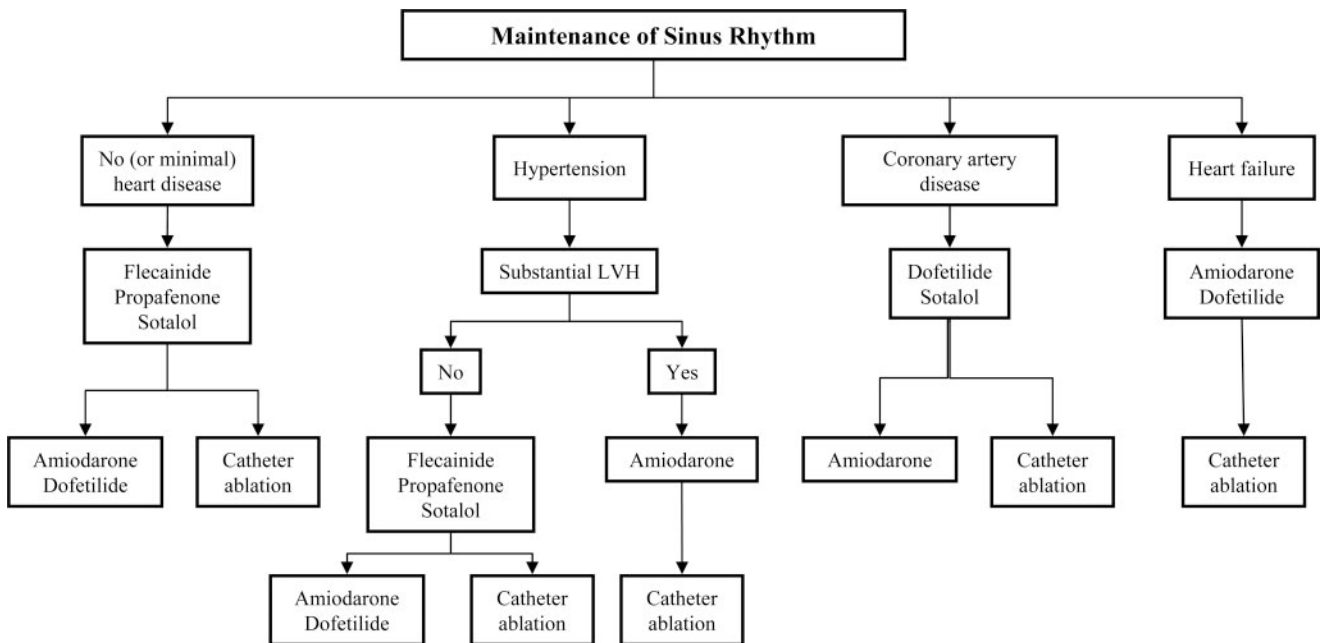 Maintenance of Sinus Rhythm
No (or minimal)
heart disease
Hypertension
Coronary artery
disease
Heart failure
Flecainide
Propafenone
Sotalol
Substantial LVH
Dofetilide
Sotalol
Amiodarone
Dofetilide
No
Yes
Amiodarone
Dofetilide
Catheter
ablation
Flecainide
Propafenone
Sotalol
Amiodarone
Amiodarone
Catheter
ablation
Catheter
ablation
Amiodarone
Dofetilide
Catheter
ablation
Catheter
ablation